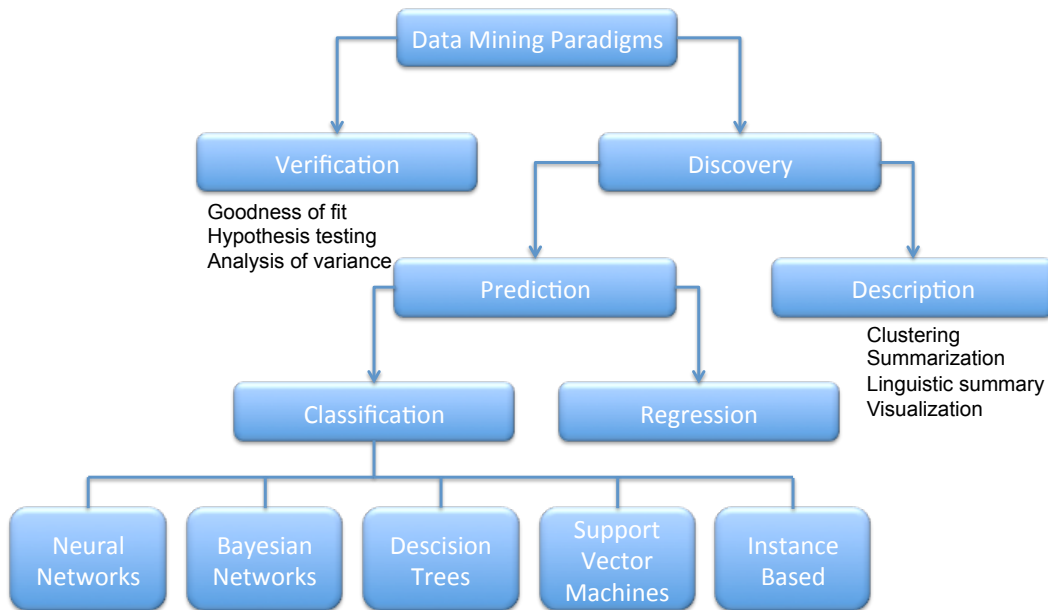 Data Mining Paradigms
Verification
Discovery
Goodness of fit
Hypothesis testing
Analysis of variance
Prediction
Description
Clustering
Summarization
Linguistic summary
Visualization
Classification
Regression
Neural
Networks
Bayesian
Networks
Descision
Trees
Support
Vector
Machines
Instance
Based